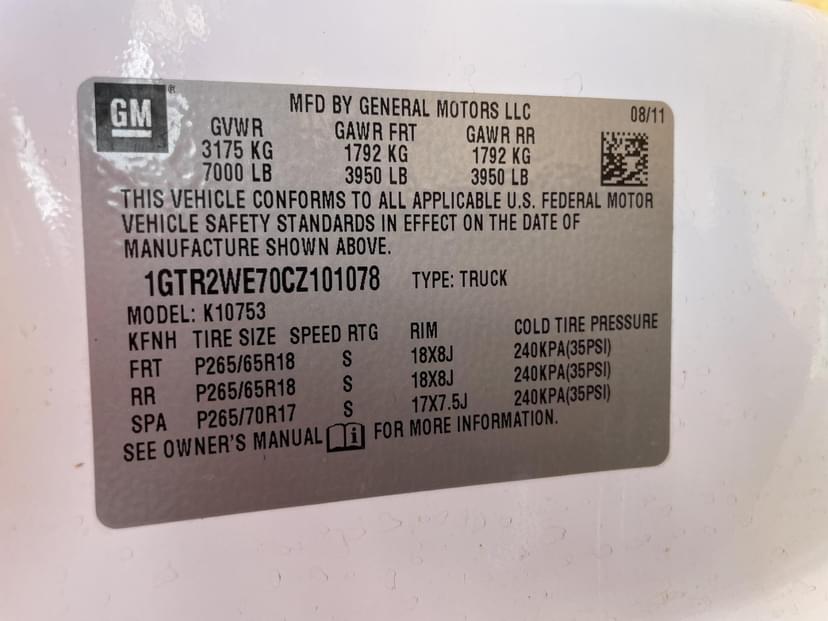 GM ®
MFD BY GENERAL MOTORS LLC 08/11
GVWR GAWR FRT GAWR RR
3175 KG 1792 KG 1792 KG
7000 LB 3950 LB 3950 LB
THIS VEHICLE CONFORMS TO ALL APPLICABLE U.S. FEDERAL MOTOR
VEHICLE SAFETY STANDARDS IN EFFECT ON THE DATE OF
MANUFACTURE SHOWN ABOVE.
1GTR2WE70CZ101078 TYPE: TRUCK
MODEL: K10753
KFNH TIRE SIZE SPEED RTG RIM COLD TIRE PRESSURE
FRT P265/65R18 S 18X8J 240KPA(35PSI)
RR P265/65R18 S 18X8J 240KPA(35PSI)
SPA P265/70R17 S 17X7.5J 240KPA(35PSI)
SEE OWNER'S MANUAL i FOR MORE INFORMATION.